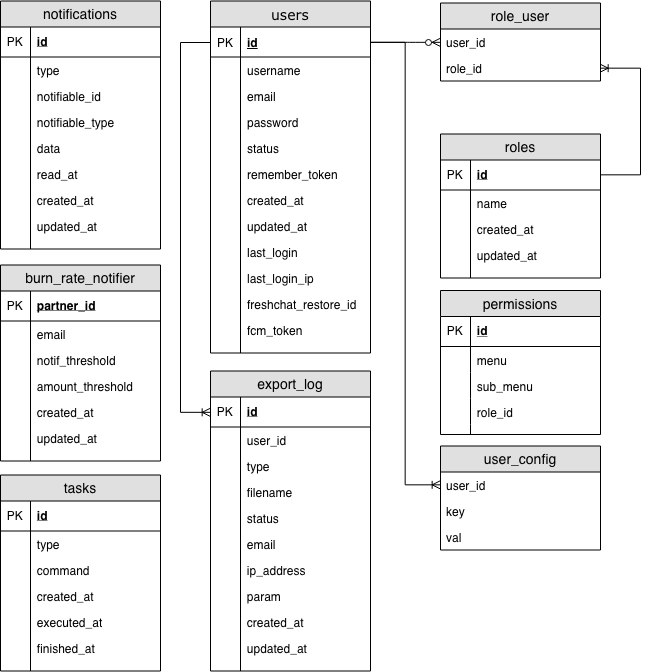 notifications
PK id
type
notifiable_id
notifiable_type
data
read_at
created_at
updated_at
burn_rate_notifier
PK partner_id
email
notif_threshold
amount_threshold
created_at
updated_at
tasks
PK id
type
command
created_at
executed_at
finished_at
users
PK id
username
email
password
status
remember_token
created_at
updated_at
last_login
last_login_ip
freshchat_restore_id
fcm_token
export_log
PK id
user_id
type
filename
status
email
ip_address
param
created_at
updated_at
role_user
user_id
role_id
roles
PK id
name
created_at
updated_at
permissions
PK id
menu
sub_menu
role_id
user_config
user_id
key
val